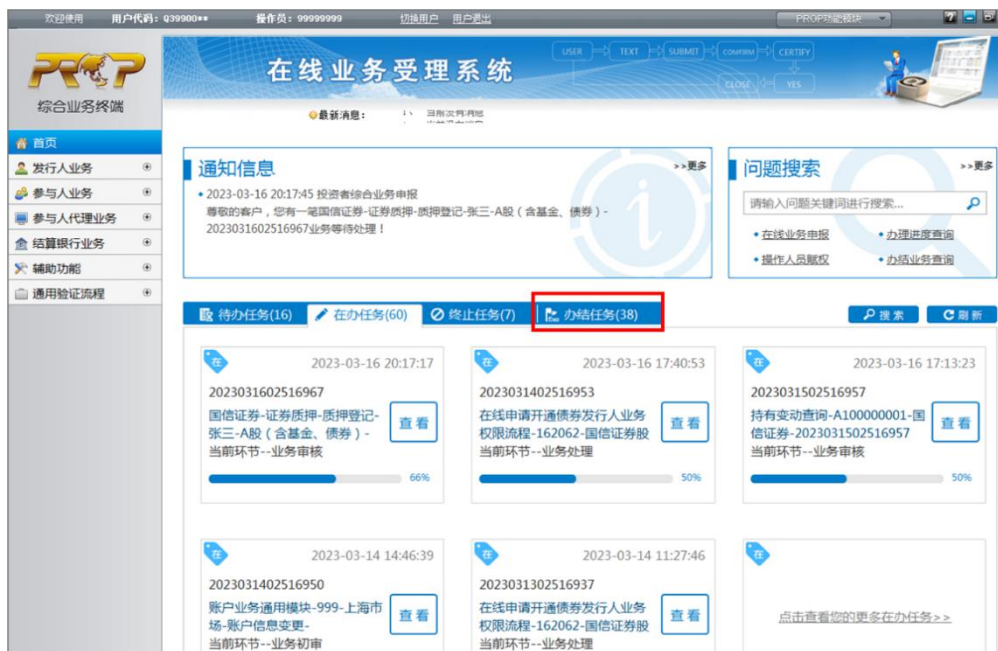 欢迎使用 用户代码：Q39900** 操作员：99999999 切换用户 用户退出 PROP功能模块
PROP
综合业务终端
在线业务受理系统
USER TEXT SUBMIT CONFIRM CERTIFY
CLOSE YES
最新消息： 1、 当前没有消息
首页
发行人业务
参与人业务
参与人代理业务
结算银行业务
辅助功能
通用验证流程
通知信息 >>更多
•2023-03-16 20:17:45 投资者综合业务申报
尊敬的客户，您有一笔国信证券-证券质押-质押登记-张三-A股（含基金、债券）-
2023031602516967业务等待处理！
问题搜索 >>更多
请输入问题关键词进行搜索...
•在线业务申报 •办理进度查询
•操作人员赋权 •办结业务查询
待办任务(16) 在办任务(60) 终止任务(7) 办结任务(38) 搜索 刷新
在 2023-03-16 20:17:17
2023031602516967
国信证券-证券质押-质押登记-
张三-A股（含基金、债券）-
当前环节--业务审核
查看
66%
在 2023-03-16 17:40:53
2023031402516953
在线申请开通债券发行人业务
权限流程-162062-国信证券股
当前环节--业务处理
查看
50%
在 2023-03-16 17:13:23
2023031502516957
持有变动查询-A100000001-国
信证券-2023031502516957
当前环节--业务审核
查看
50%
在 2023-03-14 14:46:39
2023031402516950
账户业务通用模块-999-上海市
场-账户信息变更-
当前环节--业务初审
查看
在 2023-03-14 11:27:46
2023031302516937
在线申请开通债券发行人业务
权限流程-162062-国信证券股
当前环节--业务处理
查看
在
点击查看您的更多在办任务>>